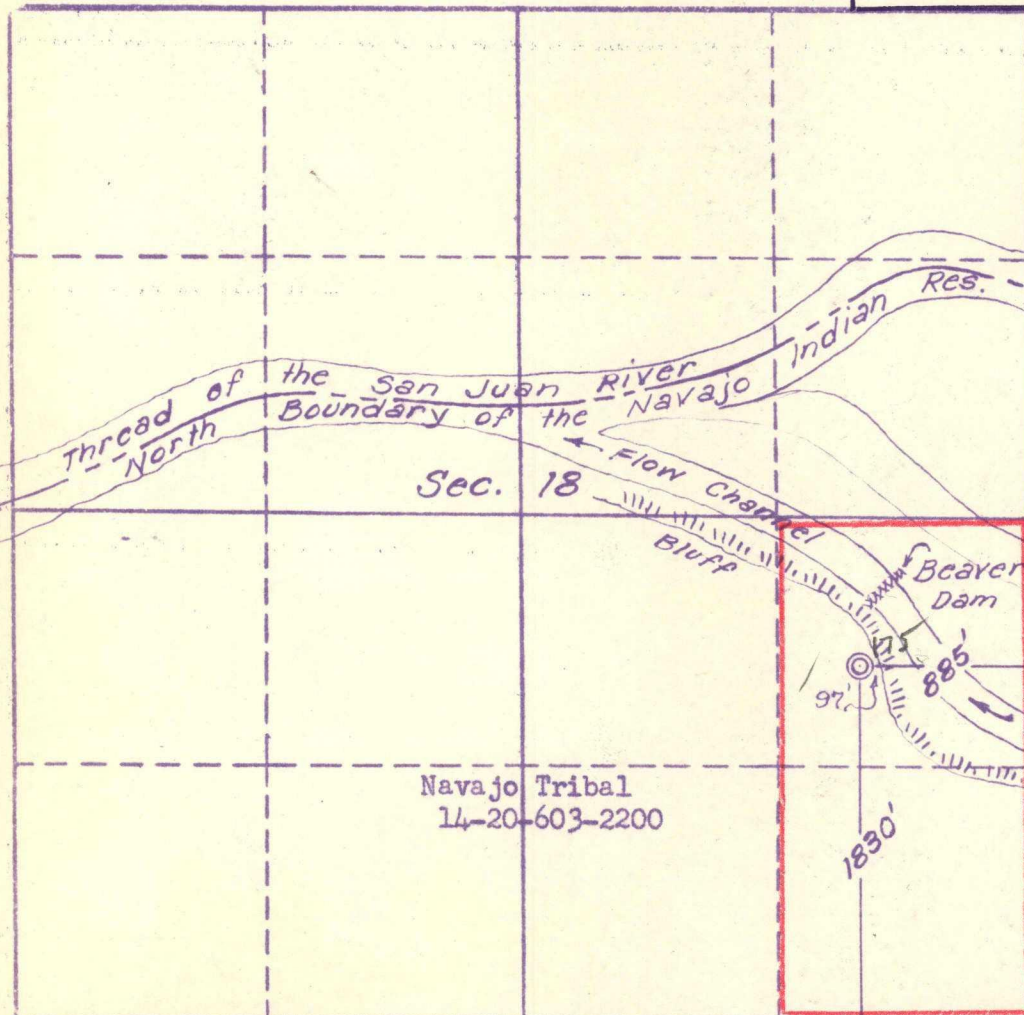 Thread of the San Juan River
North Boundary of the Navajo Indian Res.
Flow Channel
Sec. 18
Bluff
Beaver
Dam
175'
885'
97'
Navajo Tribal
14-20-603-2200
1830'